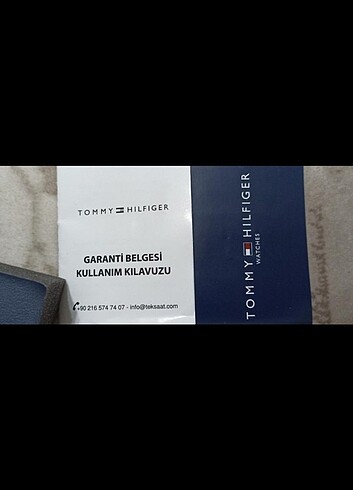 TOMMY HILFIGER
GARANTİ BELGESİ
KULLANIM KILAVUZU
+90 216 574 74 07 - info@teksaat.com
TOMMY HILFIGER
WATCHES